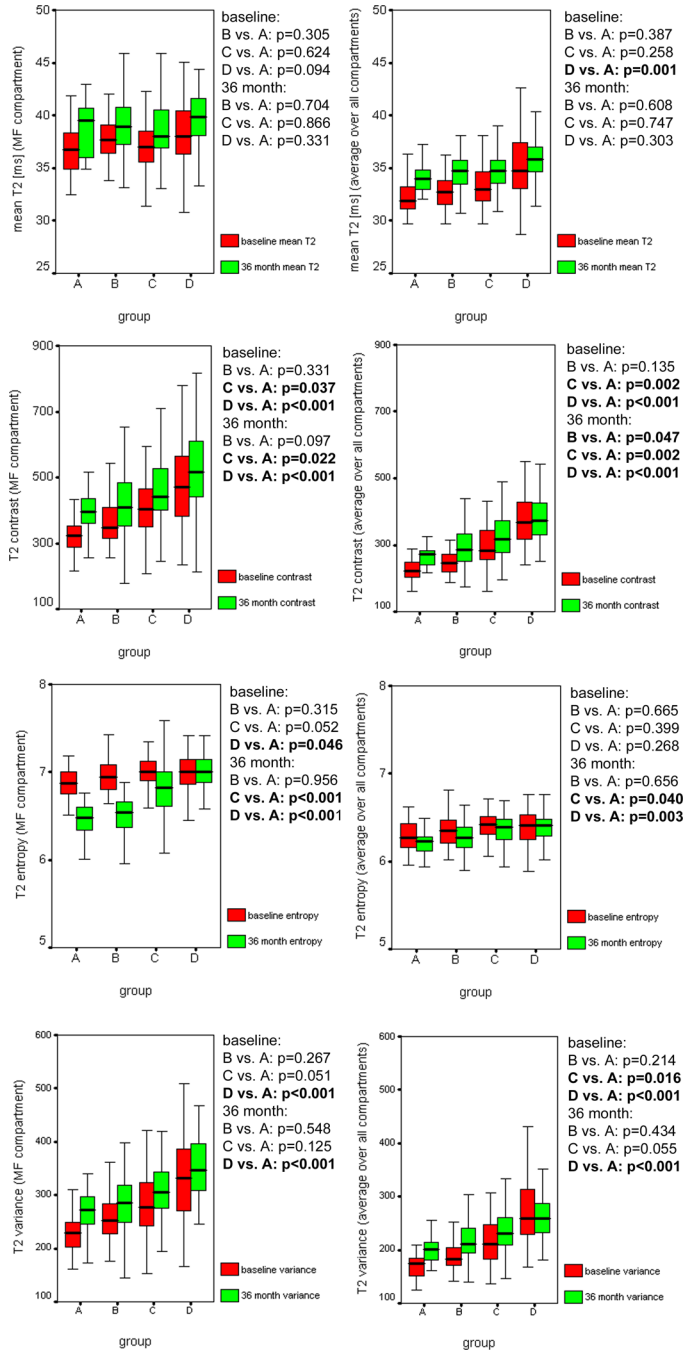 mean T2 [ms] (MF compartment)
50
45
40
35
30
25
A B C D
group
baseline:
B vs. A: p=0.305
C vs. A: p=0.624
D vs. A: p=0.094
36 month:
B vs. A: p=0.704
C vs. A: p=0.866
D vs. A: p=0.331
baseline mean T2
36 month mean T2
mean T2 [ms] (average over all compartments)
50
45
40
35
30
25
A B C D
group
baseline:
B vs. A: p=0.387
C vs. A: p=0.258
D vs. A: p=0.001
36 month:
B vs. A: p=0.608
C vs. A: p=0.747
D vs. A: p=0.303
baseline mean T2
36 month mean T2
T2 contrast (MF compartment)
900
700
500
300
100
A B C D
group
baseline:
B vs. A: p=0.331
C vs. A: p=0.037
D vs. A: p<0.001
36 month:
B vs. A: p=0.097
C vs. A: p=0.022
D vs. A: p<0.001
baseline contrast
36 month contrast
T2 contrast (average over all compartments)
900
700
500
300
100
A B C D
group
baseline:
B vs. A: p=0.135
C vs. A: p=0.002
D vs. A: p<0.001
36 month:
B vs. A: p=0.047
C vs. A: p=0.002
D vs. A: p<0.001
baseline contrast
36 month contrast
T2 entropy (MF compartment)
8
7
6
5
A B C D
group
baseline:
B vs. A: p=0.315
C vs. A: p=0.052
D vs. A: p=0.046
36 month:
B vs. A: p=0.956
C vs. A: p<0.001
D vs. A: p<0.001
baseline entropy
36 month entropy
T2 entropy (average over all compartments)
8
7
6
5
A B C D
group
baseline:
B vs. A: p=0.665
C vs. A: p=0.399
D vs. A: p=0.268
36 month:
B vs. A: p=0.656
C vs. A: p=0.040
D vs. A: p=0.003
baseline entropy
36 month entropy
T2 variance (MF compartment)
600
500
400
300
200
100
A B C D
group
baseline:
B vs. A: p=0.267
C vs. A: p=0.051
D vs. A: p<0.001
36 month:
B vs. A: p=0.548
C vs. A: p=0.125
D vs. A: p<0.001
baseline variance
36 month variance
T2 variance (average over all compartments)
600
500
400
300
200
100
A B C D
group
baseline:
B vs. A: p=0.214
C vs. A: p=0.016
D vs. A: p<0.001
36 month:
B vs. A: p=0.434
C vs. A: p=0.055
D vs. A: p<0.001
baseline variance
36 month variance